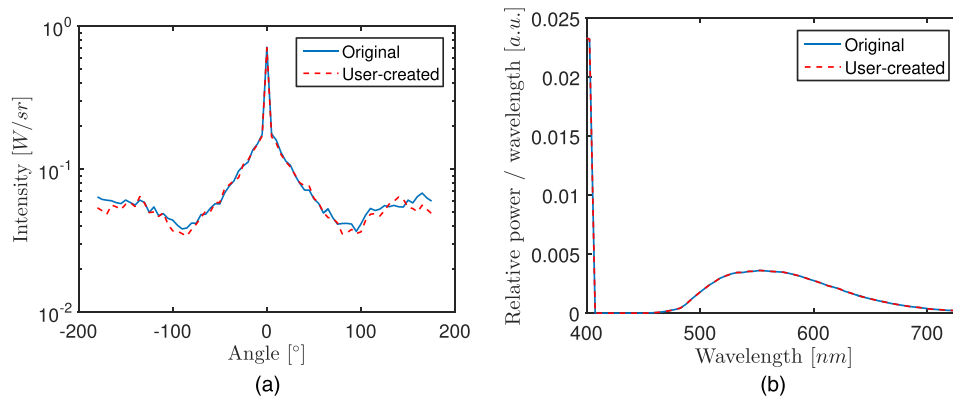 10^0
10^-1
10^-2
Intensity [W/sr]
-200 -100 0 100 200
Angle [°]
Original
User-created
(a)
0.025
0.02
0.015
0.01
0.005
0
Relative power / wavelength [a.u.]
400 500 600 700
Wavelength [nm]
Original
User-created
(b)